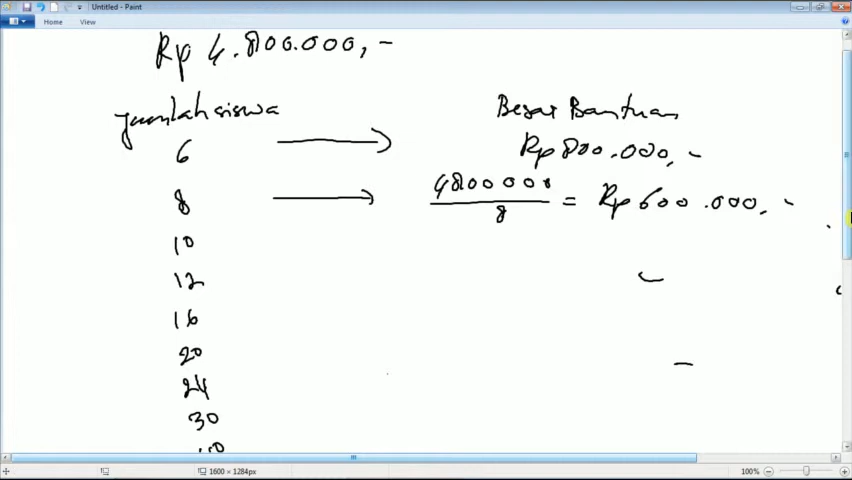 Untitled - Paint
Home View
Rp 4.800.000,-
Jumlah siswa Besar Bantuan
6 Rp 800.000,-
8 4800000 / 8 = Rp 600.000,-
10
12
16
20
24
30
1600 × 1284px 100%